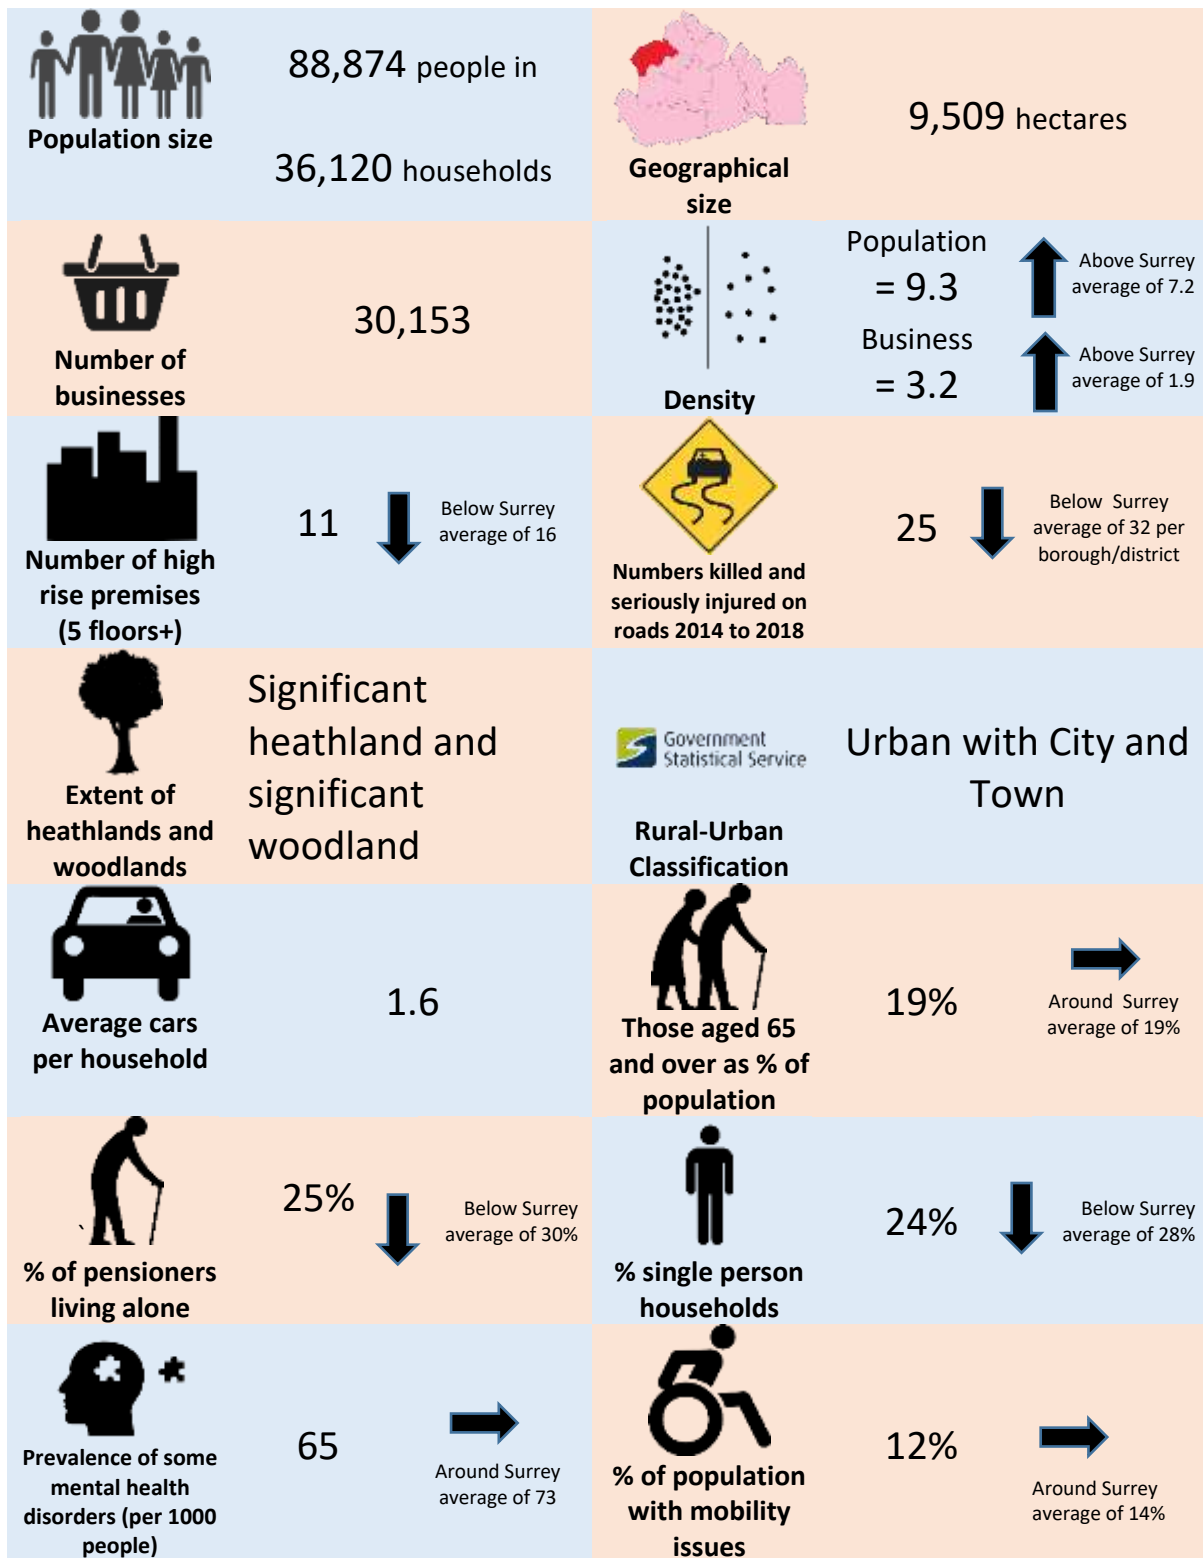 88,874 people in
36,120 households
Population size
9,509 hectares
Geographical
size
30,153
Number of
businesses
Population
= 9.3
Above Surrey
average of 7.2
Business
= 3.2
Above Surrey
average of 1.9
Density
11
Below Surrey
average of 16
Number of high
rise premises
(5 floors+)
25
Below Surrey
average of 32 per
borough/district
Numbers killed and
seriously injured on
roads 2014 to 2018
Significant
heathland and
significant
woodland
Extent of
heathlands and
woodlands
Government
Statistical Service
Urban with City and
Town
Rural-Urban
Classification
1.6
Average cars
per household
19%
Around Surrey
average of 19%
Those aged 65
and over as % of
population
25%
Below Surrey
average of 30%
`
% of pensioners
living alone
24%
Below Surrey
average of 28%
% single person
households
65
Around Surrey
average of 73
Prevalence of some
mental health
disorders (per 1000
people)
12%
Around Surrey
average of 14%
% of population
with mobility
issues